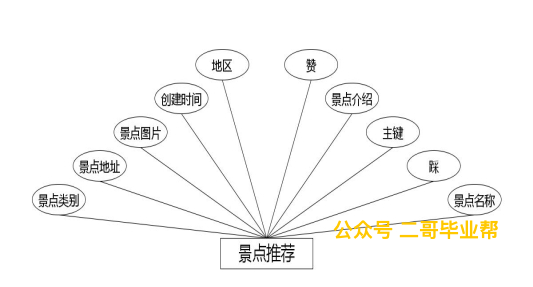 地区
赞
创建时间
景点介绍
景点图片
主键
景点地址
踩
景点类别
景点名称
公众号 二哥毕业帮
景点推荐